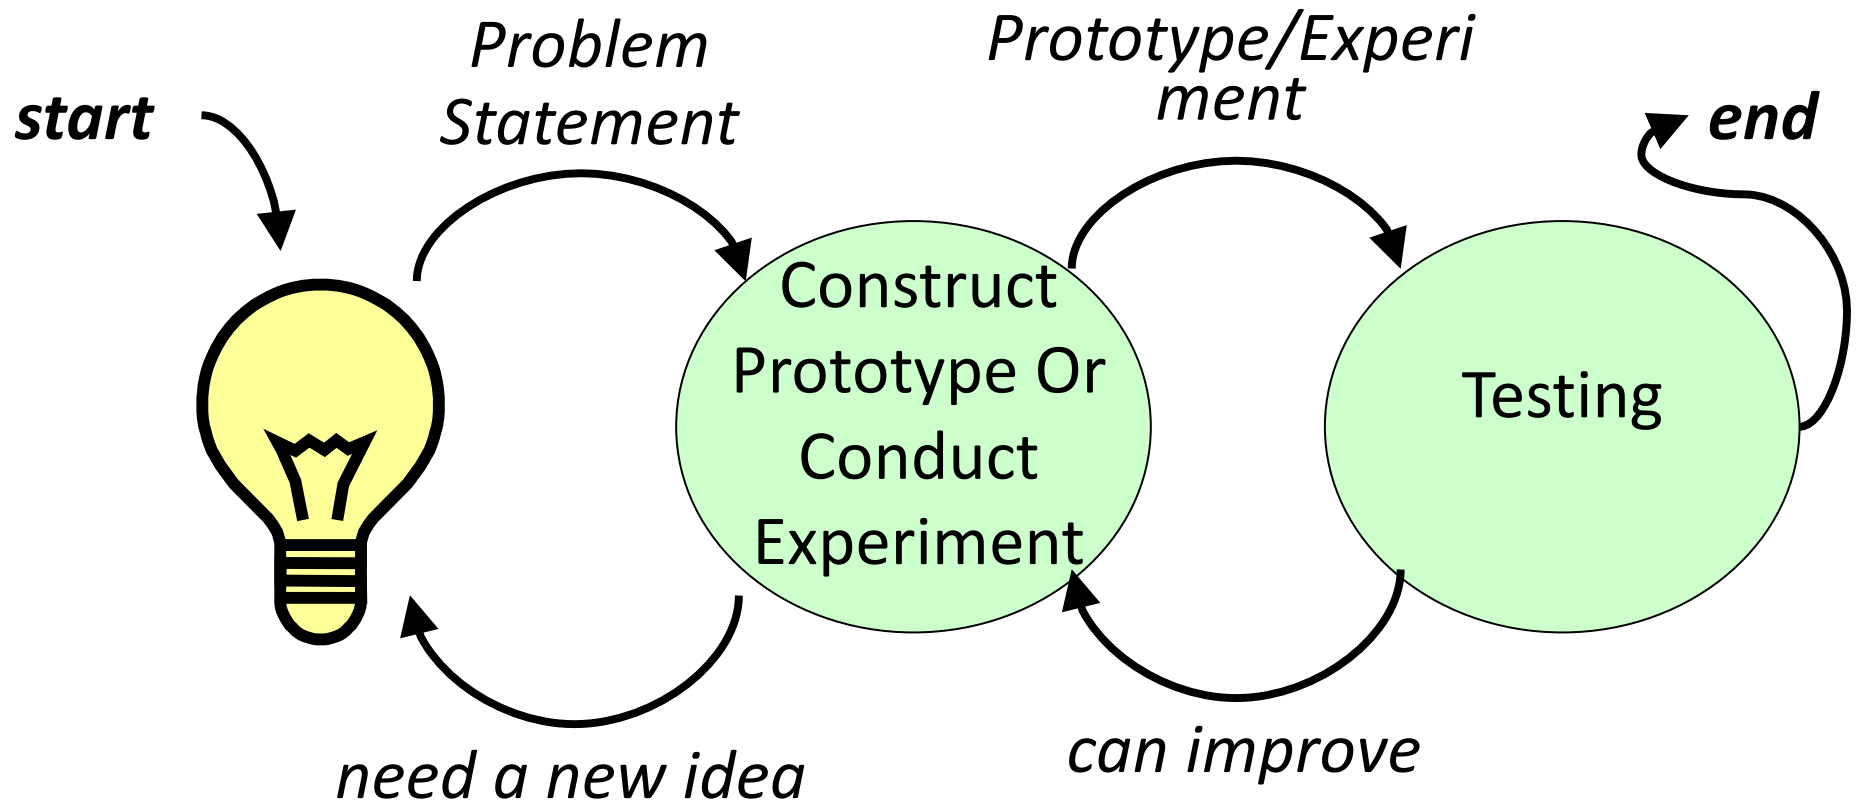 start
Problem
Statement
Prototype/Experi
ment
end
Construct
Prototype Or
Conduct
Experiment
Testing
need a new idea
can improve